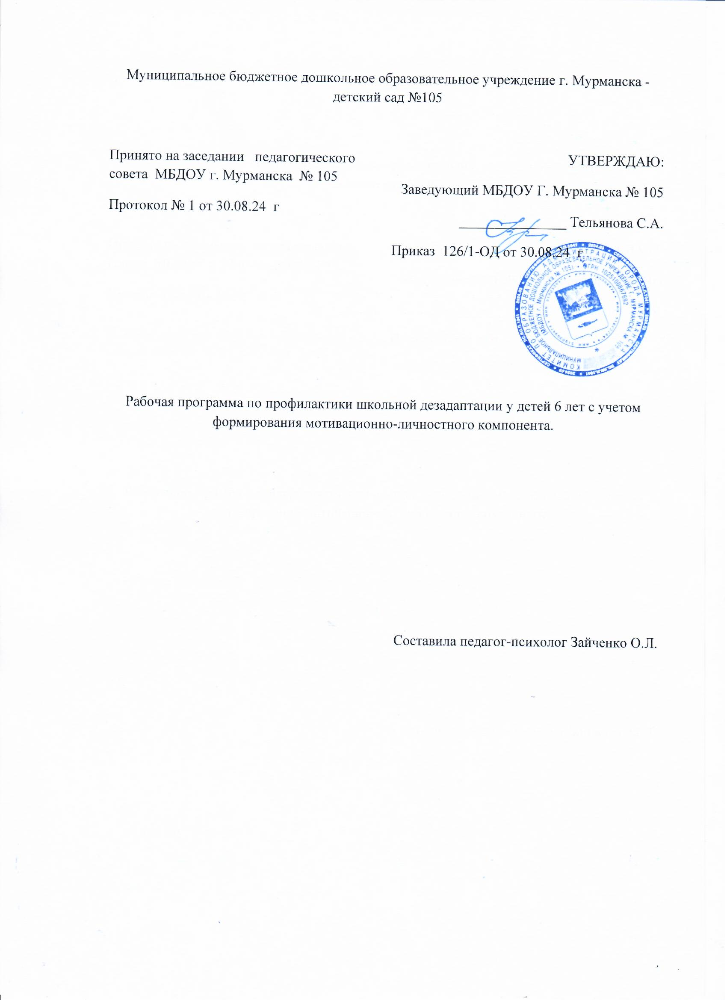 Муниципальное бюджетное дошкольное образовательное учреждение г. Мурманска -
детский сад №105
Принято на заседании педагогического
совета МБДОУ г. Мурманска № 105
Протокол № 1 от 30.08.24 г
УТВЕРЖДАЮ:
Заведующий МБДОУ Г. Мурманска № 105
_______________ Тельянова С.А.
Приказ 126/1-ОД от 30.08.24 г
КОМИТЕТ ПО ОБРАЗОВАНИЮ АДМИНИСТРАЦИИ ГОРОДА МУРМАНСКА
МУНИЦИПАЛЬНОЕ БЮДЖЕТНОЕ ДОШКОЛЬНОЕ ОБРАЗОВАТЕЛЬНОЕ УЧРЕЖДЕНИЕ Г. МУРМАНСКА № 105
(МБДОУ г. Мурманска № 105) • ОГРН 1025100867692
Рабочая программа по профилактики школьной дезадаптации у детей 6 лет с учетом
формирования мотивационно-личностного компонента.
Составила педагог-психолог Зайченко О.Л.